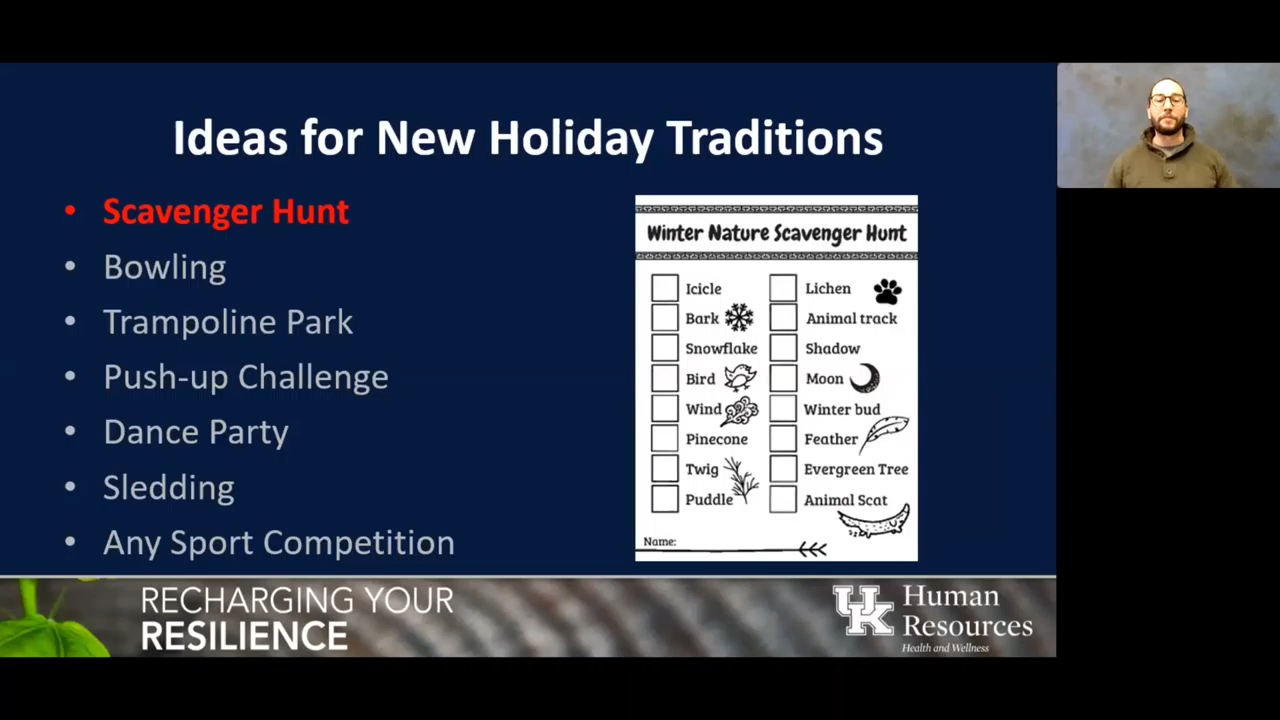 Ideas for New Holiday Traditions
• Scavenger Hunt
• Bowling
• Trampoline Park
• Push-up Challenge
• Dance Party
• Sledding
• Any Sport Competition
Winter Nature Scavenger Hunt
Icicle
Bark
Snowflake
Bird
Wind
Pinecone
Twig
Puddle
Lichen
Animal track
Shadow
Moon
Winter bud
Feather
Evergreen Tree
Animal Scat
Name:
RECHARGING YOUR
RESILIENCE
UK
Human
Resources
Health and Wellness